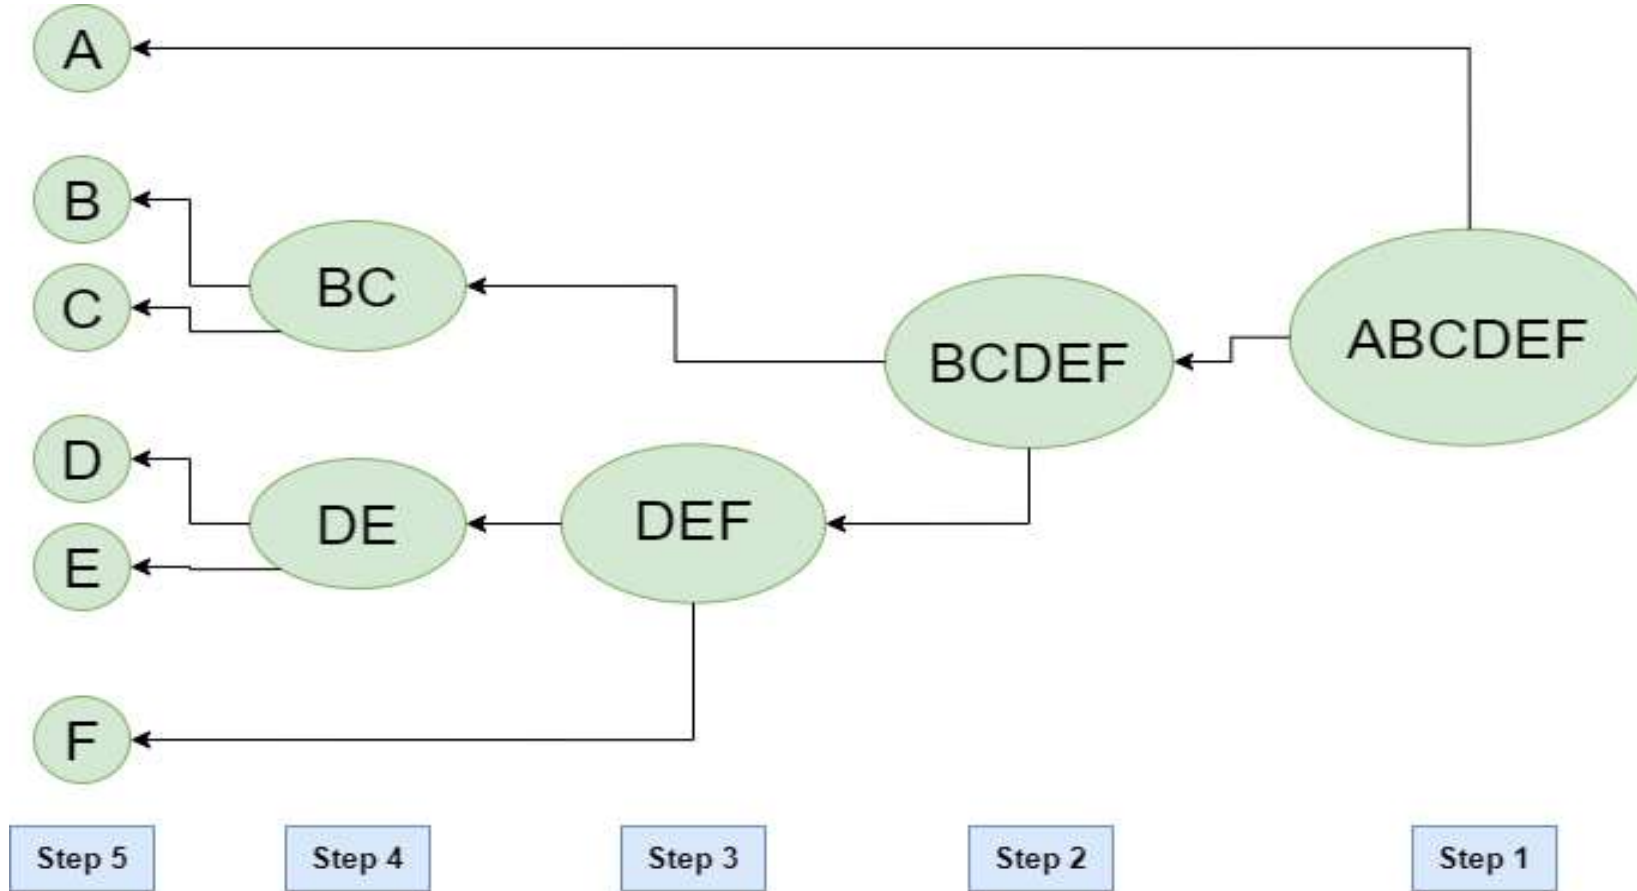 A
B
BC
C
BCDEF
ABCDEF
D
DE
DEF
E
F
Step 5
Step 4
Step 3
Step 2
Step 1